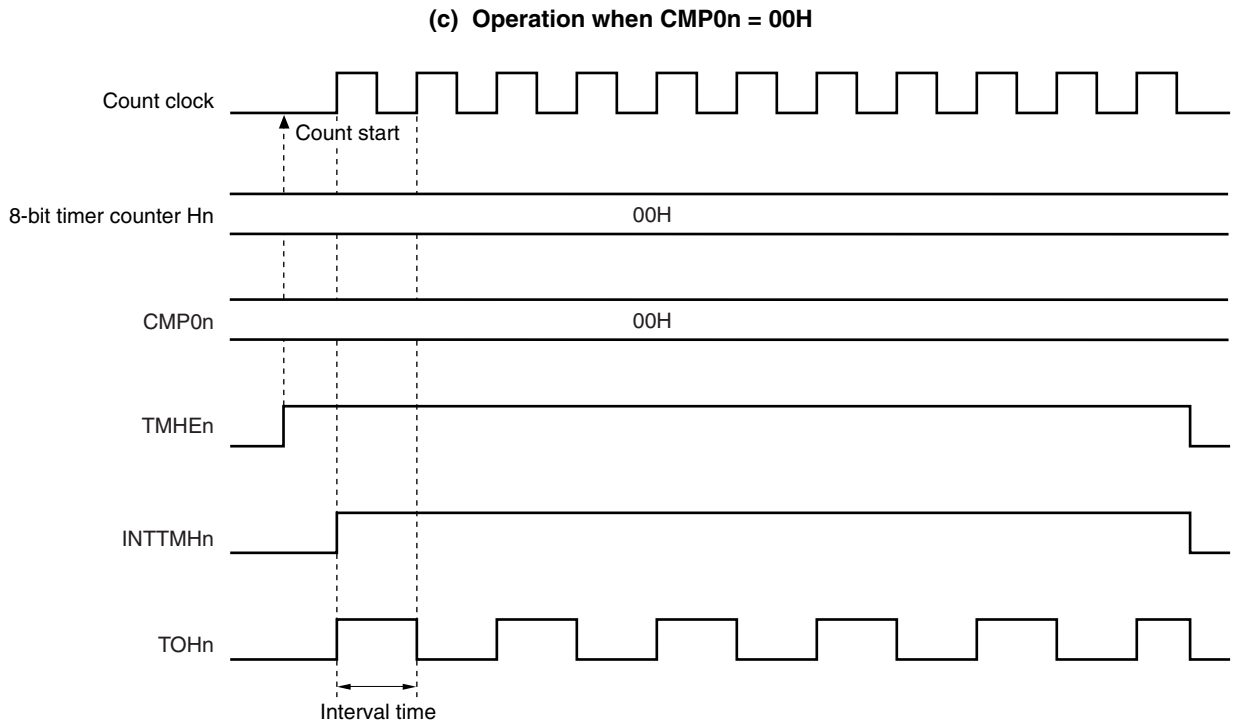 (c) Operation when CMP0n = 00H
Count clock
Count start
8-bit timer counter Hn
00H
CMP0n
00H
TMHEn
INTTMHn
TOHn
Interval time